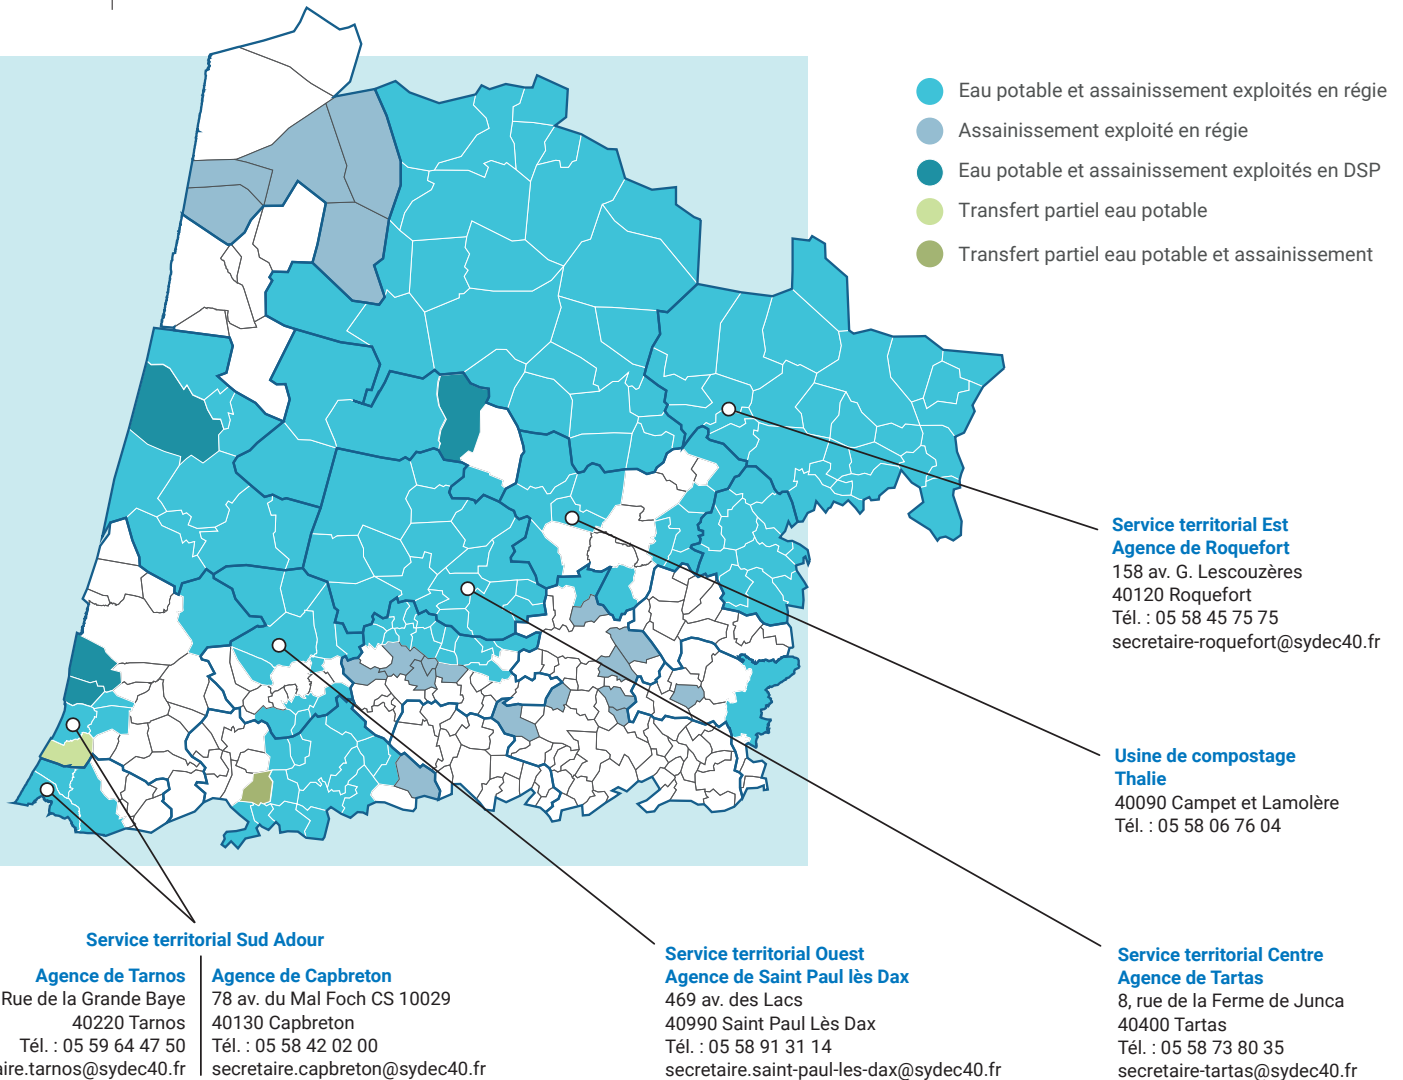 Eau potable et assainissement exploités en régie
Assainissement exploité en régie
Eau potable et assainissement exploités en DSP
Transfert partiel eau potable
Transfert partiel eau potable et assainissement
Service territorial Est
Agence de Roquefort
158 av. G. Lescouzères
40120 Roquefort
Tél. : 05 58 45 75 75
secretaire-roquefort@sydec40.fr
Usine de compostage
Thalie
40090 Campet et Lamolère
Tél. : 05 58 06 76 04
Service territorial Sud Adour
Agence de Tarnos
Rue de la Grande Baye
40220 Tarnos
Tél. : 05 59 64 47 50
aire.tarnos@sydec40.fr
Agence de Capbreton
78 av. du Mal Foch CS 10029
40130 Capbreton
Tél. : 05 58 42 02 00
secretaire.capbreton@sydec40.fr
Service territorial Ouest
Agence de Saint Paul lès Dax
469 av. des Lacs
40990 Saint Paul Lès Dax
Tél. : 05 58 91 31 14
secretaire.saint-paul-les-dax@sydec40.fr
Service territorial Centre
Agence de Tartas
8, rue de la Ferme de Junca
40400 Tartas
Tél. : 05 58 73 80 35
secretaire-tartas@sydec40.fr